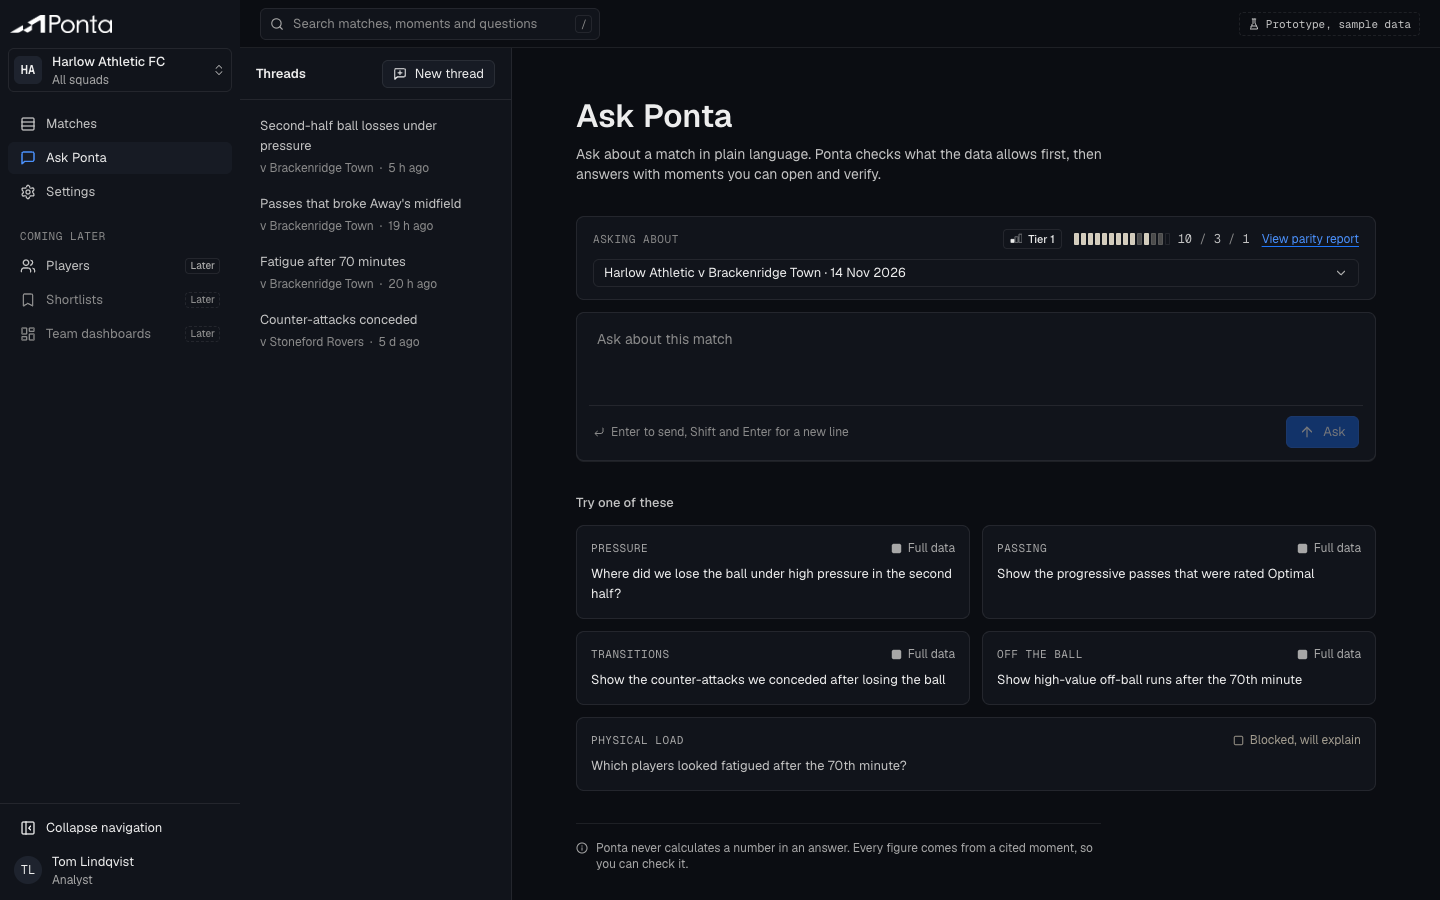 Ponta
HA
Harlow Athletic FC
All squads
Matches
Ask Ponta
Settings
COMING LATER
Players
Later
Shortlists
Later
Team dashboards
Later
Collapse navigation
TL
Tom Lindqvist
Analyst
Search matches, moments and questions
/
Prototype, sample data
Threads
New thread
Second-half ball losses under
pressure
v Brackenridge Town · 5 h ago
Passes that broke Away's midfield
v Brackenridge Town · 19 h ago
Fatigue after 70 minutes
v Brackenridge Town · 20 h ago
Counter-attacks conceded
v Stoneford Rovers · 5 d ago
Ask Ponta
Ask about a match in plain language. Ponta checks what the data allows first, then
answers with moments you can open and verify.
ASKING ABOUT
Tier 1
10 / 3 / 1
View parity report
Harlow Athletic v Brackenridge Town · 14 Nov 2026
Ask about this match
Enter to send, Shift and Enter for a new line
Ask
Try one of these
PRESSURE
Full data
Where did we lose the ball under high pressure in the second
half?
PASSING
Full data
Show the progressive passes that were rated Optimal
TRANSITIONS
Full data
Show the counter-attacks we conceded after losing the ball
OFF THE BALL
Full data
Show high-value off-ball runs after the 70th minute
PHYSICAL LOAD
Blocked, will explain
Which players looked fatigued after the 70th minute?
Ponta never calculates a number in an answer. Every figure comes from a cited moment, so
you can check it.